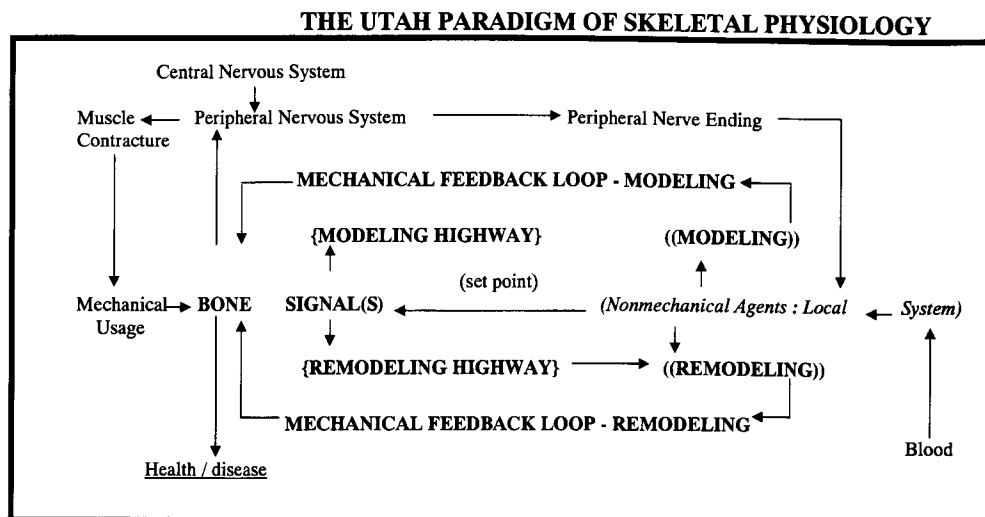 THE UTAH PARADIGM OF SKELETAL PHYSIOLOGY
Central Nervous System
Muscle Contracture
Peripheral Nervous System
Peripheral Nerve Ending
MECHANICAL FEEDBACK LOOP - MODELING
{MODELING HIGHWAY}
((MODELING))
(set point)
Mechanical Usage
BONE
SIGNAL(S)
(Nonmechanical Agents : Local
System)
{REMODELING HIGHWAY}
((REMODELING))
MECHANICAL FEEDBACK LOOP - REMODELING
Blood
Health / disease